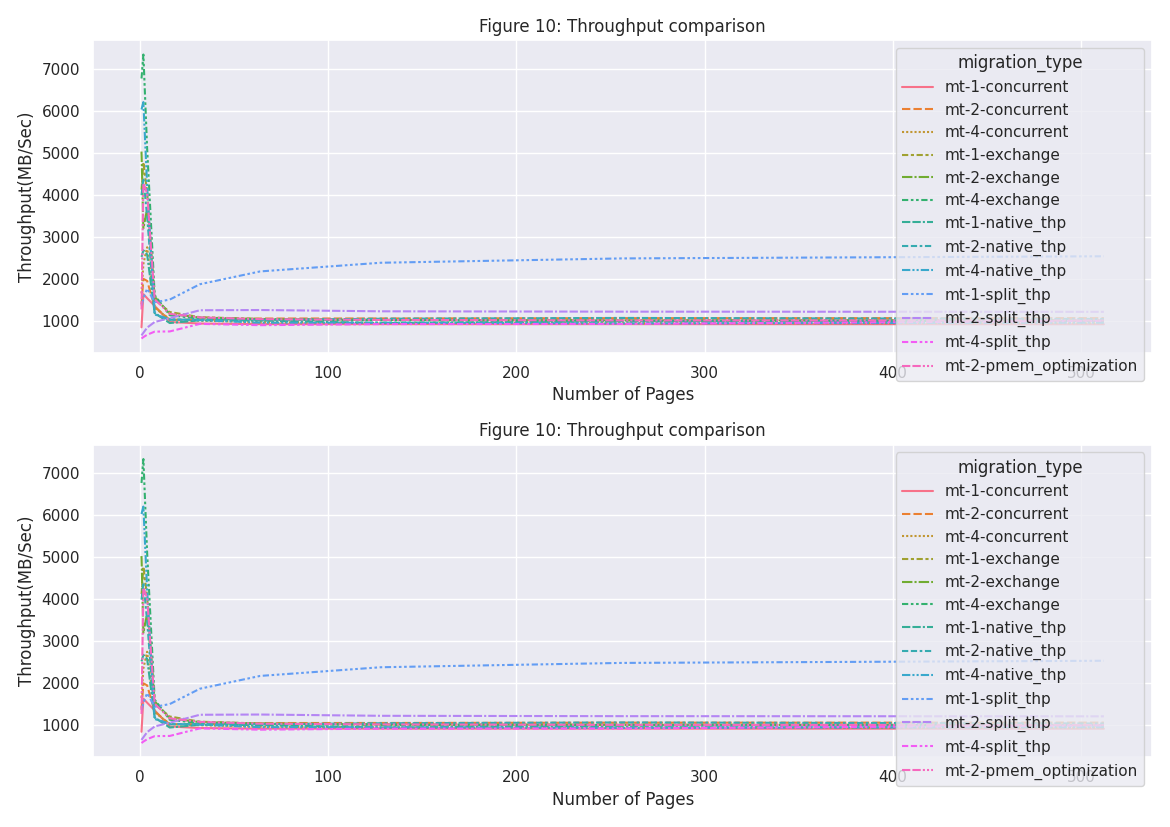 Figure 10: Throughput comparison
Throughput(MB/Sec)
7000
6000
5000
4000
3000
2000
1000
0
100
200
300
400
500
Number of Pages
migration_type
mt-1-concurrent
mt-2-concurrent
mt-4-concurrent
mt-1-exchange
mt-2-exchange
mt-4-exchange
mt-1-native_thp
mt-2-native_thp
mt-4-native_thp
mt-1-split_thp
mt-2-split_thp
mt-4-split_thp
mt-2-pmem_optimization
Figure 10: Throughput comparison
Throughput(MB/Sec)
7000
6000
5000
4000
3000
2000
1000
0
100
200
300
400
500
Number of Pages
migration_type
mt-1-concurrent
mt-2-concurrent
mt-4-concurrent
mt-1-exchange
mt-2-exchange
mt-4-exchange
mt-1-native_thp
mt-2-native_thp
mt-4-native_thp
mt-1-split_thp
mt-2-split_thp
mt-4-split_thp
mt-2-pmem_optimization